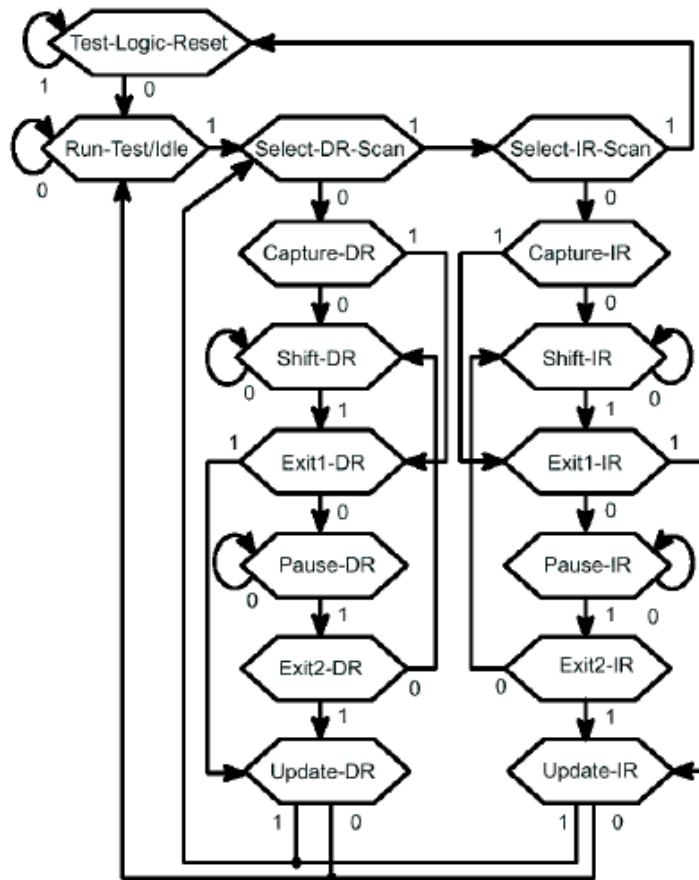 Test-Logic-Reset
1
0
Run-Test/Idle
1
Select-DR-Scan
1
Select-IR-Scan
1
0
0
0
1
Capture-DR
1
Capture-IR
0
0
Shift-DR
Shift-IR
0
1
1
0
1
Exit1-DR
Exit1-IR
1
0
0
Pause-DR
Pause-IR
0
1
1
0
Exit2-DR
0
0
Exit2-IR
1
1
Update-DR
Update-IR
1
0
1
0